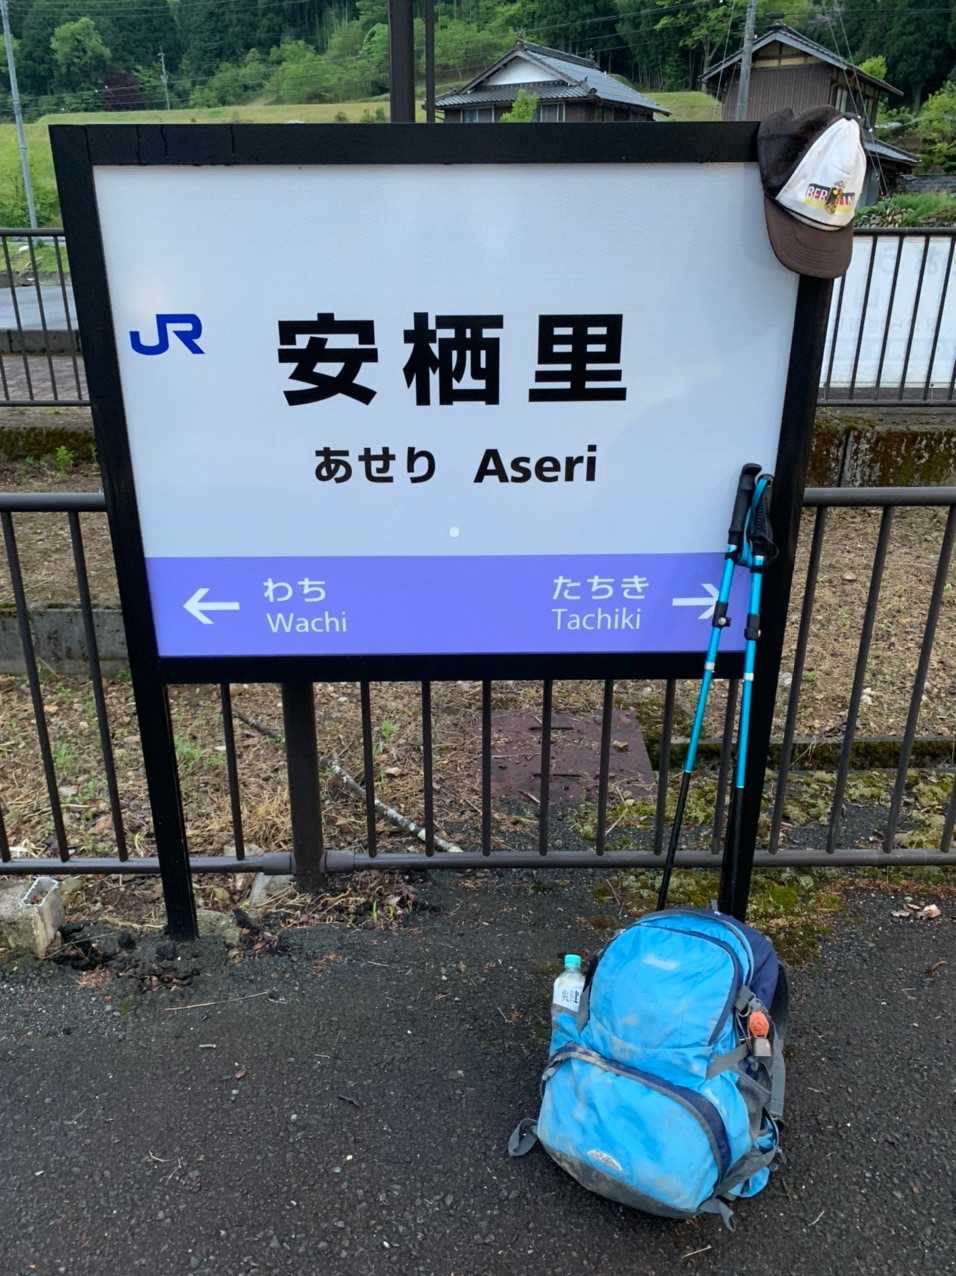 JR
安栖里
あせり Aseri
← わち
Wachi
たちき →
Tachiki